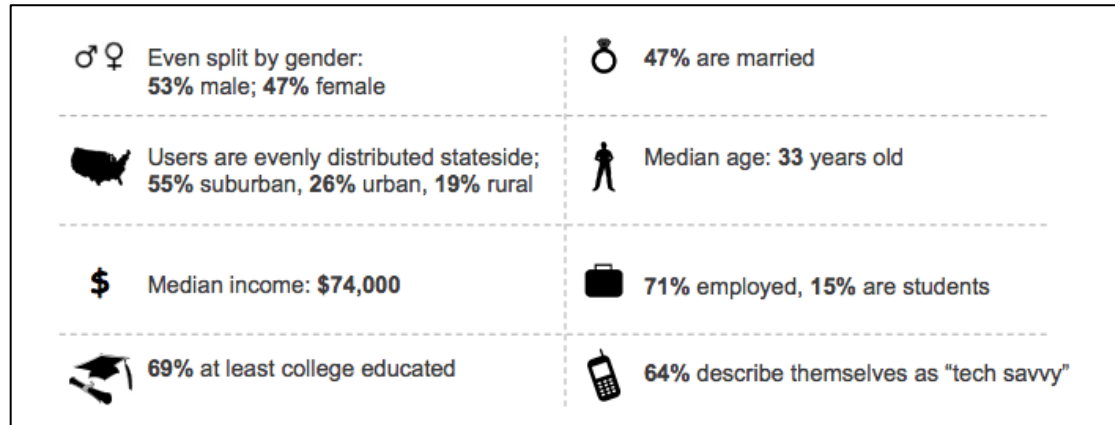 Even split by gender:
53% male; 47% female
47% are married
Users are evenly distributed stateside;
55% suburban, 26% urban, 19% rural
Median age: 33 years old
$
Median income: $74,000
71% employed, 15% are students
69% at least college educated
64% describe themselves as “tech savvy”